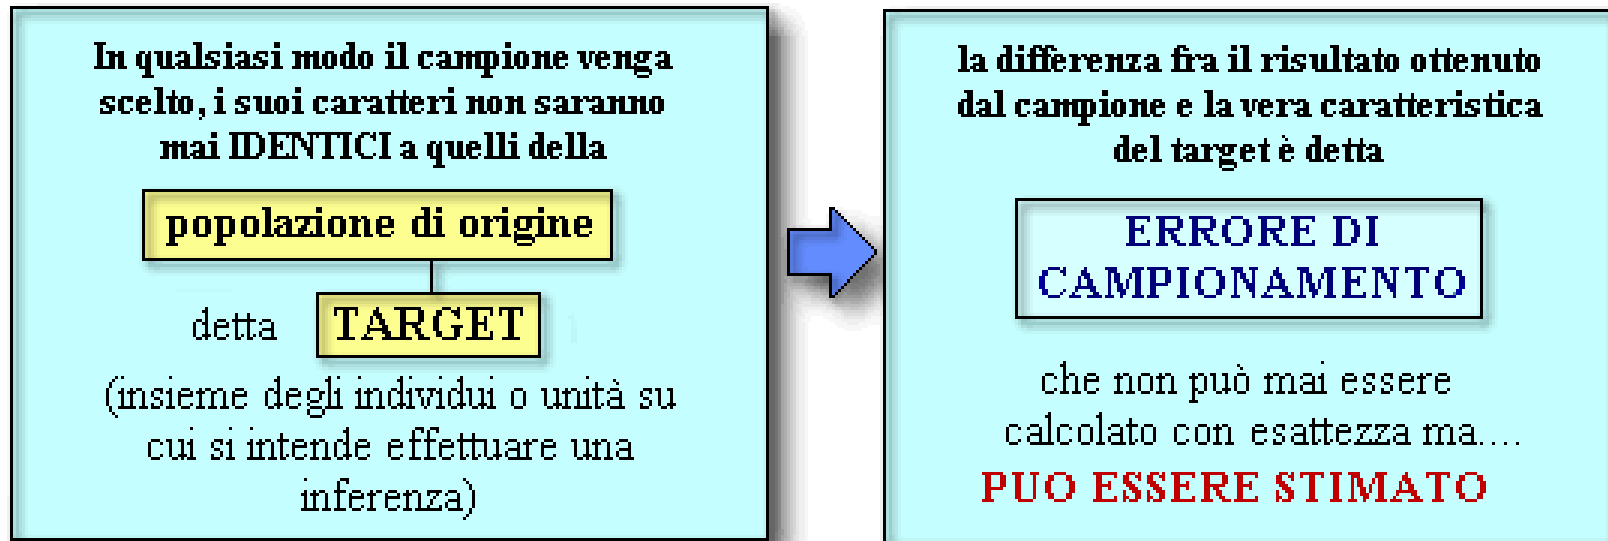 In qualsiasi modo il campione venga
scelto, i suoi caratteri non saranno
mai IDENTICI a quelli della
popolazione di origine
detta TARGET
(insieme degli individui o unità su
cui si intende effettuare una
inferenza)
la differenza fra il risultato ottenuto
dal campione e la vera caratteristica
del target è detta
ERRORE DI
CAMPIONAMENTO
che non può mai essere
calcolato con esattezza ma....
PUO ESSERE STIMATO